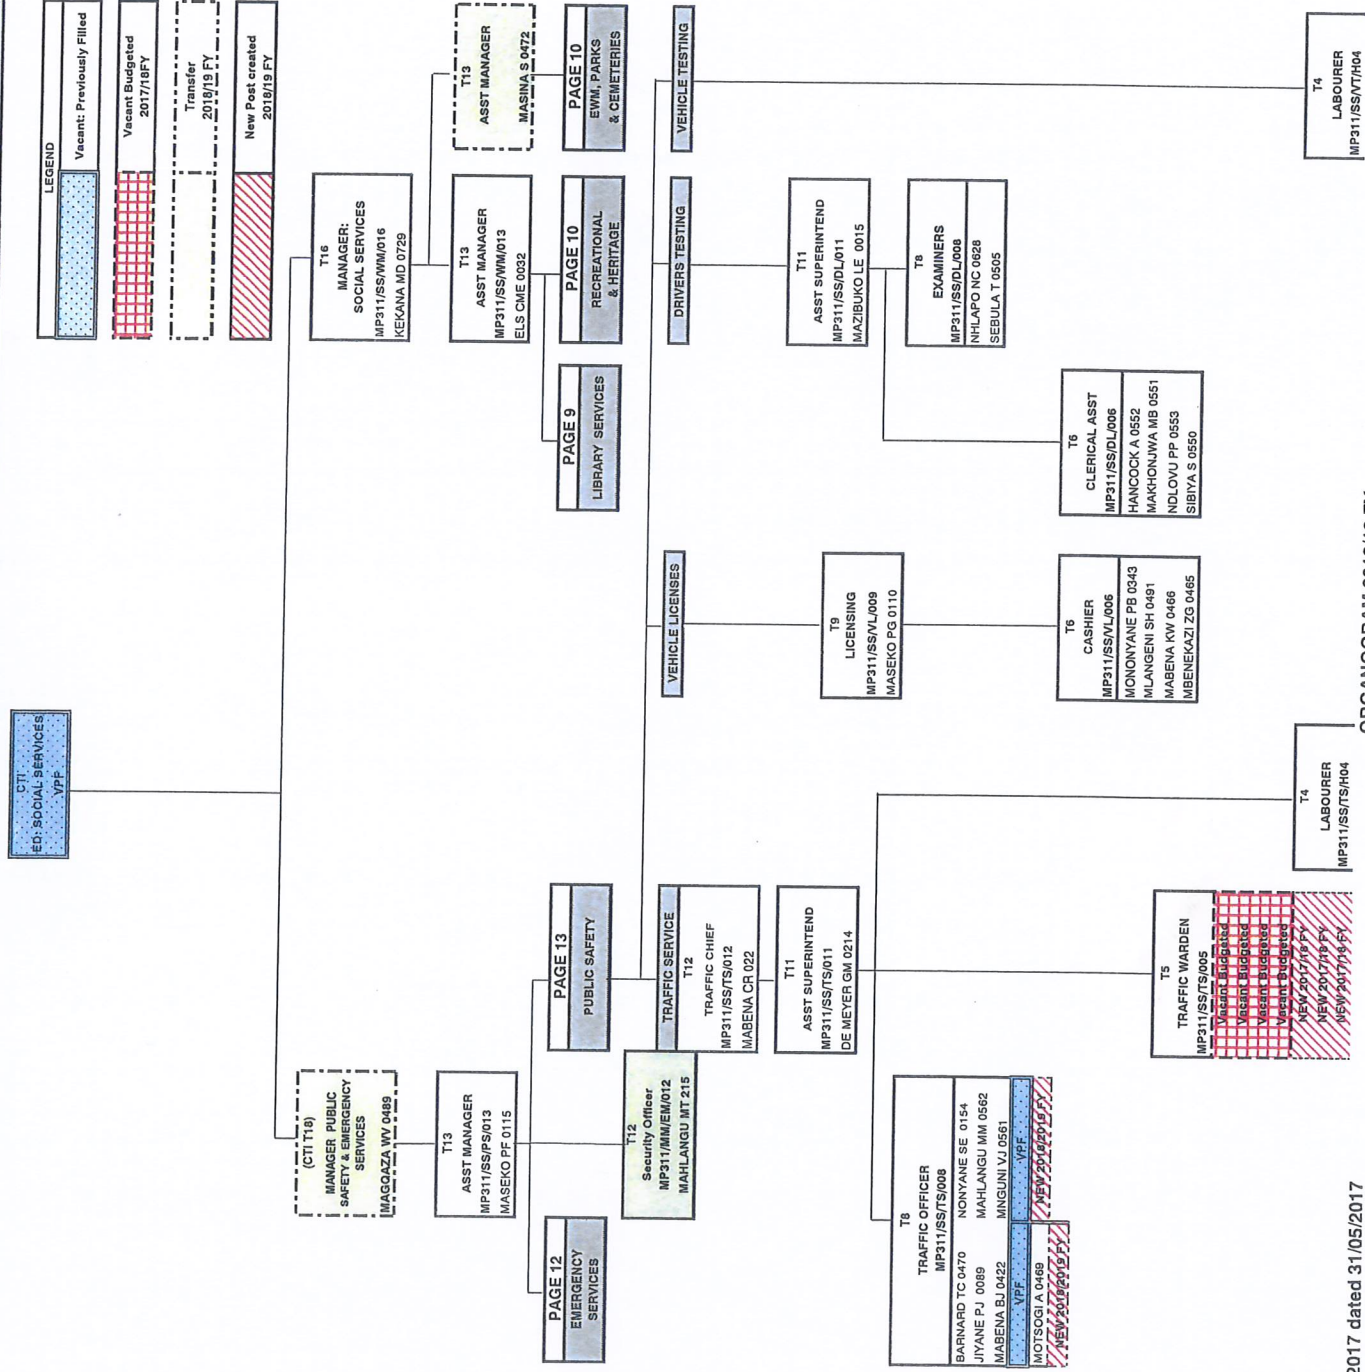 LEGEND
Vacant: Previously Filled
Vacant Budgeted
2017/18FY
Transfer
2018/19 FY
New Post created
2018/19 FY
CTI
ED: SOCIAL SERVICES
VPF
T16
MANAGER:
SOCIAL SERVICES
MP311/SS/WM/016
KEKANA MD 0729
T13
ASST MANAGER
MASINA S 0472
T13
ASST MANAGER
MP311/SS/WM/013
ELS CME 0032
PAGE 10
EWM, PARKS
& CEMETERIES
PAGE 10
RECREATIONAL
& HERITAGE
PAGE 9
LIBRARY SERVICES
(CTI T18)
MANAGER PUBLIC
SAFETY & EMERGENCY
SERVICES
MAGQAZA WV 0489
T13
ASST MANAGER
MP311/SS/PS/013
MASEKO PF 0115
PAGE 13
PUBLIC SAFETY
PAGE 12
EMERGENCY
SERVICES
T12
Security Officer
MP311/MM/EM/012
MAHLANGU MT 215
TRAFFIC SERVICE
T12
TRAFFIC CHIEF
MP311/SS/TS/012
MABENA CR 022
VEHICLE LICENSES
DRIVERS TESTING
VEHICLE TESTING
T11
ASST SUPERINTEND
MP311/SS/TS/011
DE MEYER GM 0214
T9
LICENSING
MP311/SS/VL/009
MASEKO PG 0110
T11
ASST SUPERINTEND
MP311/SS/DL/011
MAZIBUKO LE 0015
T8
EXAMINERS
MP311/SS/DL/008
NHLAPO NC 0628
SEBULA T 0505
T8
TRAFFIC OFFICER
MP311/SS/TS/008
BARNARD TC 0470 NONYANE SE 0154
JIYANE PJ 0089 MAHLANGU MM 0562
MABENA BJ 0422 MNGUNI VJ 0561
VPF VPF
MOTSOGI A 0469 NEW 2018/2019 FY
NEW 2018/2019 FY
T5
TRAFFIC WARDEN
MP311/SS/TS/005
Vacant Budgeted
Vacant Budgeted
Vacant Budgeted
Vacant Budgeted
NEW 2017/18 FY
NEW 2017/18 FY
NEW 2017/18 FY
T6
CASHIER
MP311/SS/VL/006
MONONYANE PB 0343
MLANGENI SH 0491
MABENA KW 0466
MBENEKAZI ZG 0465
T6
CLERICAL ASST
MP311/SS/DL/006
HANCOCK A 0552
MAKHONJWA MB 0551
NDLOVU PP 0553
SIBIYA S 0550
T4
LABOURER
MP311/SS/TS/H04
T4
LABOURER
MP311/SS/VT/H04
2017 dated 31/05/2017